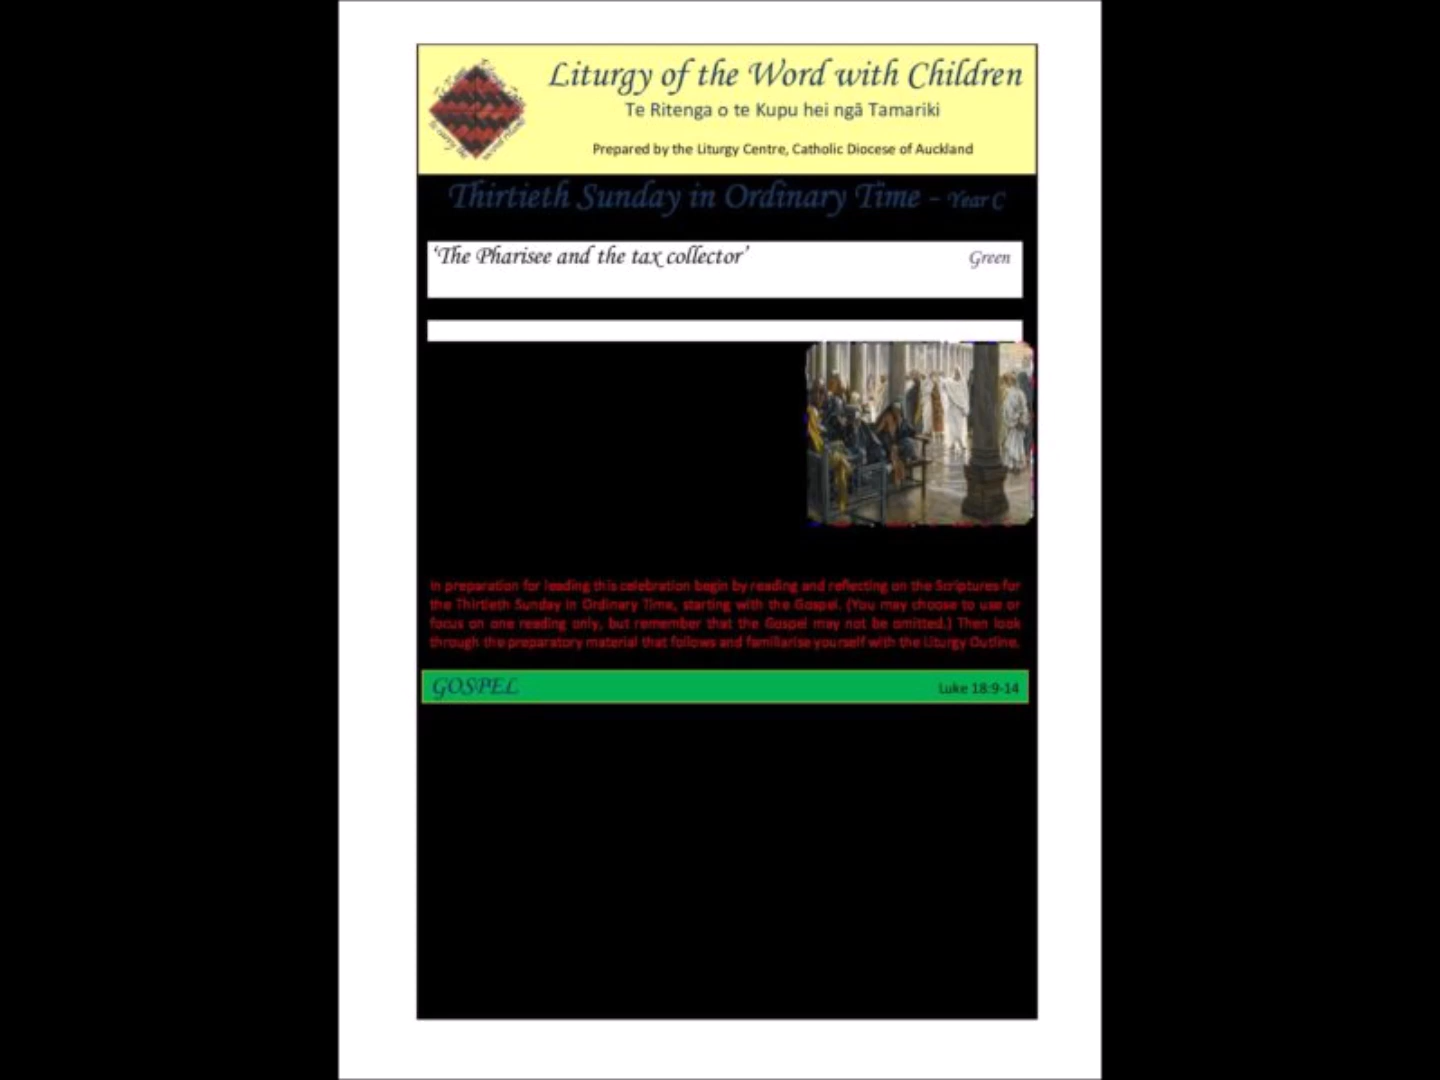 Liturgy of the Word with Children
Te Ritenga o te Kupu hei ngā Tamariki
Prepared by the Liturgy Centre, Catholic Diocese of Auckland
Thirtieth Sunday in Ordinary Time - Year C
‘The Pharisee and the tax collector’ Green
In preparation for leading this celebration begin by reading and reflecting on the Scriptures for
the Thirtieth Sunday in Ordinary Time, starting with the Gospel. (You may choose to use or
focus on one reading only, but remember that the Gospel may not be omitted.) Then look
through the preparatory material that follows and familiarise yourself with the Liturgy Outline.
GOSPEL Luke 18:9-14